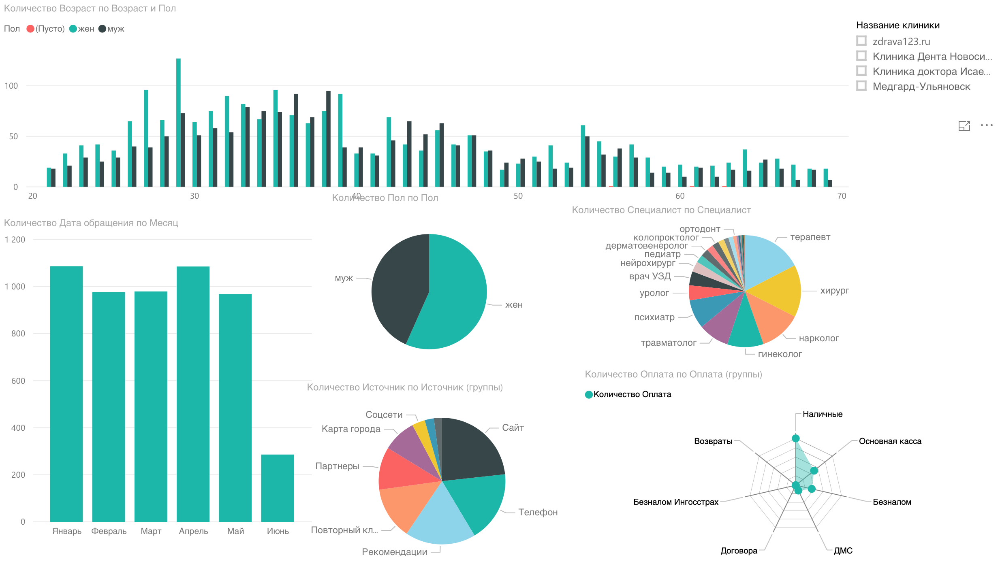 Количество Возраст по Возраст и Пол
Пол (Пусто) жен муж
100
50
0
20 30 40 50 60 70
Название клиники
zdrava123.ru
Клиника Дента Новоси...
Клиника доктора Исае...
Медгард-Ульяновск
Количество Дата обращения по Месяц
1 200
1 000
800
600
400
200
0
Январь Февраль Март Апрель Май Июнь
Количество Пол по Пол
муж
жен
Количество Специалист по Специалист
ортодонт
колопроктолог
дерматовенеролог
педиатр
нейрохирург
врач УЗД
уролог
психиатр
травматолог
терапевт
хирург
нарколог
гинеколог
Количество Источник по Источник (группы)
Соцсети
Карта города
Партнеры
Повторный кл...
Рекомендации
Сайт
Телефон
Количество Оплата по Оплата (группы)
Количество Оплата
Наличные
Возвраты
Основная касса
Безналом Ингосстрах
Безналом
Договора
ДМС